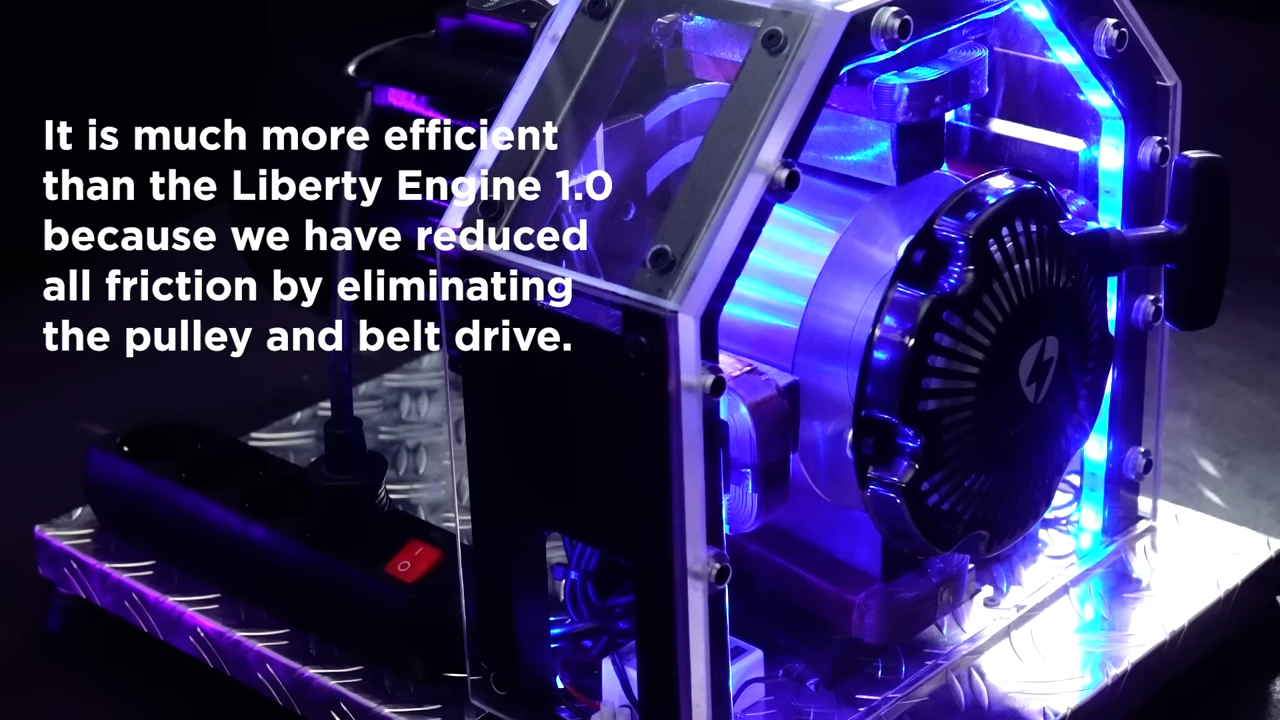 It is much more efficient
than the Liberty Engine 1.0
because we have reduced
all friction by eliminating
the pulley and belt drive.